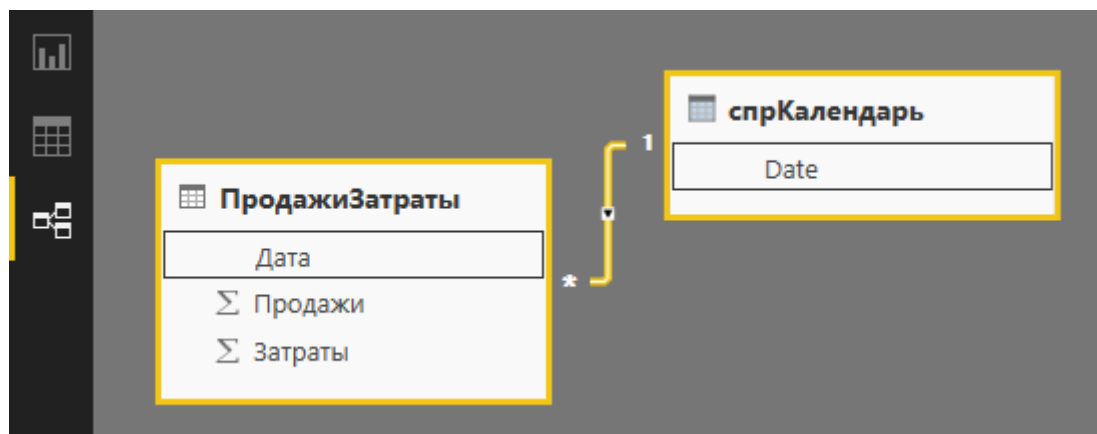 спрКалендарь
1
Date
ПродажиЗатраты
Дата
*
Σ Продажи
Σ Затраты